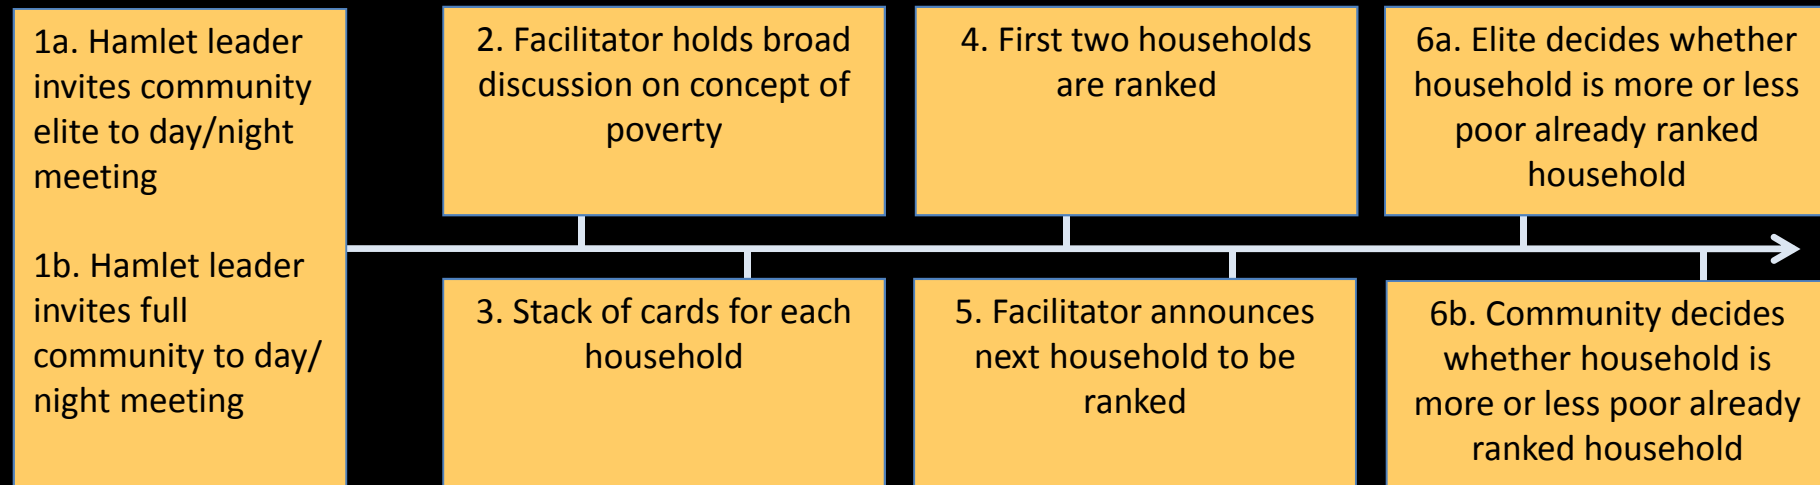 1a. Hamlet leader
invites community
elite to day/night
meeting
1b. Hamlet leader
invites full
community to day/
night meeting
2. Facilitator holds broad
discussion on concept of
poverty
3. Stack of cards for each
household
4. First two households
are ranked
5. Facilitator announces
next household to be
ranked
6a. Elite decides whether
household is more or less
poor already ranked
household
6b. Community decides
whether household is
more or less poor already
ranked household